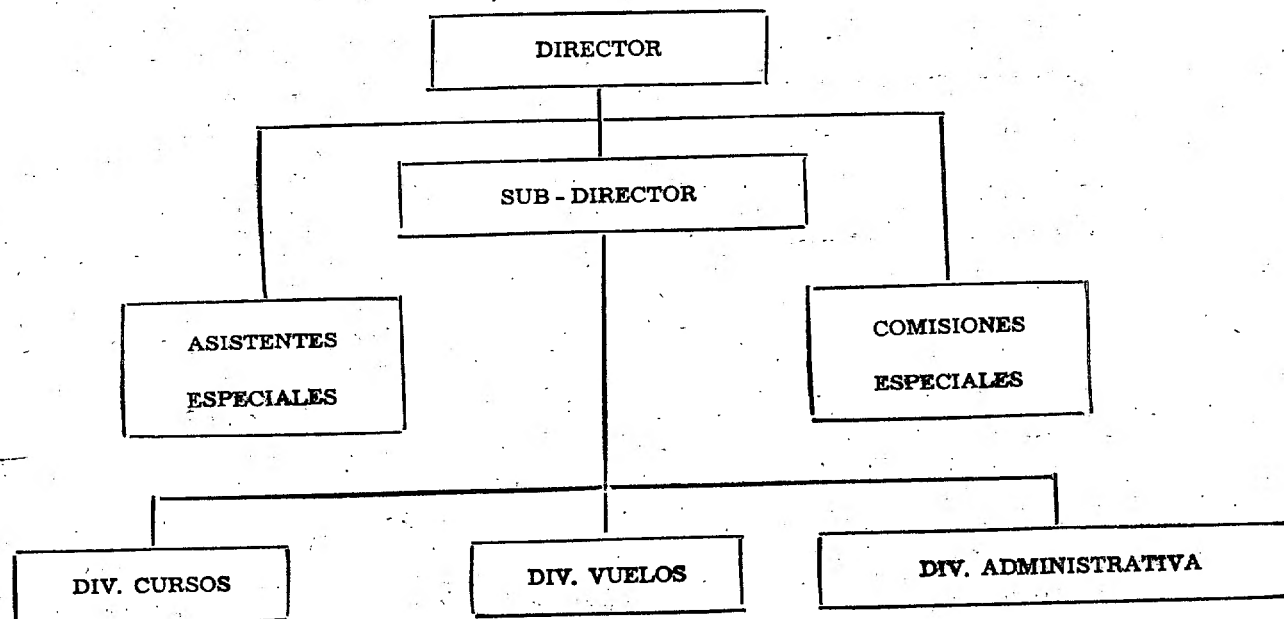 DIRECTOR
SUB - DIRECTOR
ASISTENTES
ESPECIALES
COMISIONES
ESPECIALES
DIV. CURSOS
DIV. VUELOS
DIV. ADMINISTRATIVA